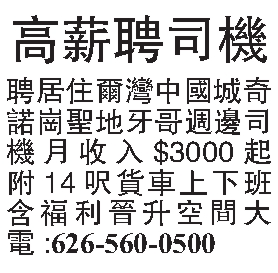 高薪聘司機
聘居住爾灣中國城奇
諾崗聖地牙哥週邊司
機月收入$3000起
附14呎貨車上下班
含福利晉升空間大
電:626-560-0500